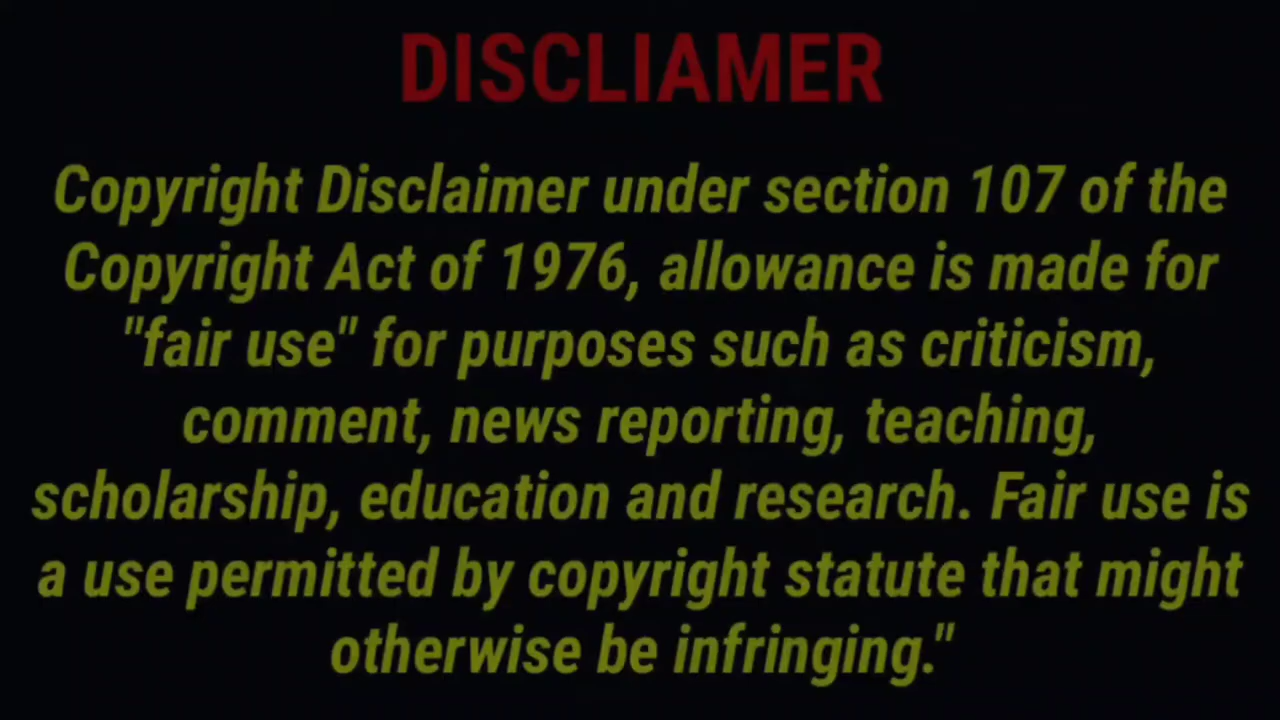 DISCLIAMER
Copyright Disclaimer under section 107 of the
Copyright Act of 1976, allowance is made for
"fair use" for purposes such as criticism,
comment, news reporting, teaching,
scholarship, education and research. Fair use is
a use permitted by copyright statute that might
otherwise be infringing."